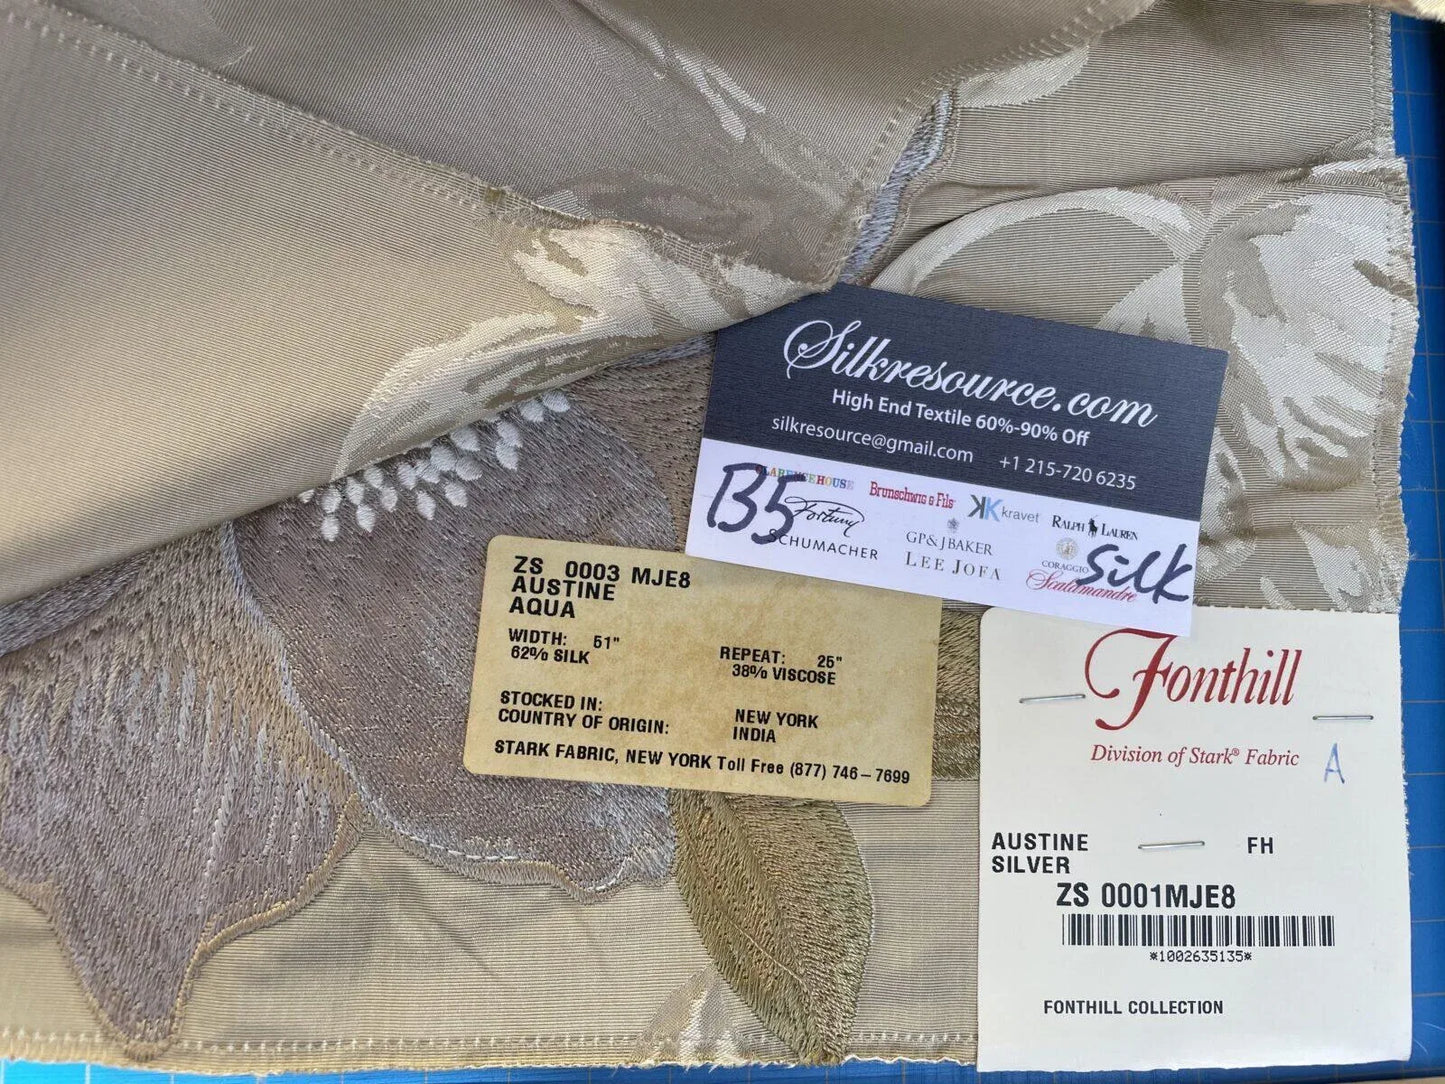 Silkresource.com
High End Textile 60%-90% Off
silkresource@gmail.com +1 215-720 6235
CLARENCE HOUSE Brunschwig & Fils kravet RALPH LAUREN
B5 Fortuny GP&JBAKER CORAGGIO Silk
SCHUMACHER LEE JOFA Scalamandre
ZS 0003 MJE8
AUSTINE
AQUA
WIDTH: 51" REPEAT: 25"
62% SILK 38% VISCOSE
STOCKED IN: NEW YORK
COUNTRY OF ORIGIN: INDIA
STARK FABRIC, NEW YORK Toll Free (877) 746-7699
Fonthill
Division of Stark® Fabric A
AUSTINE FH
SILVER
ZS 0001MJE8
*1002635135*
FONTHILL COLLECTION